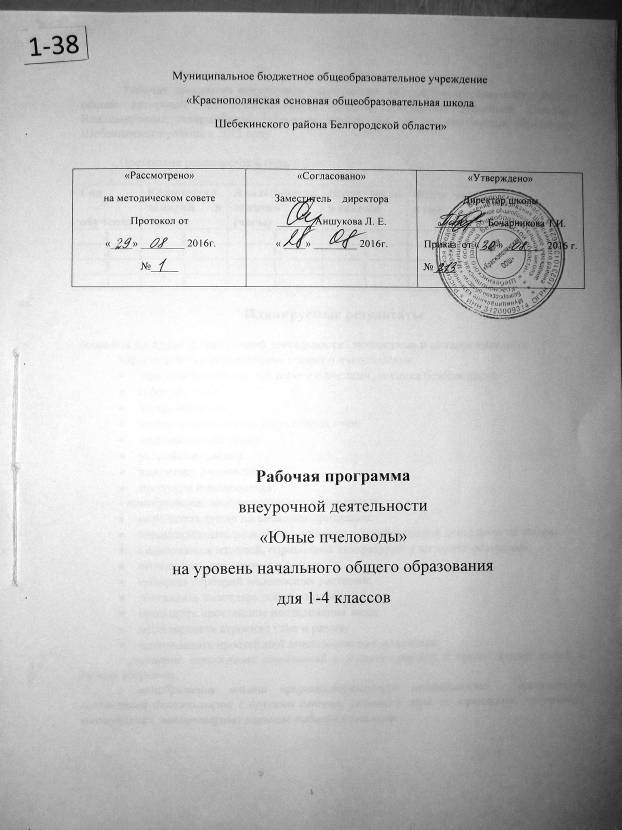 1-38
Муниципальное бюджетное общеобразовательное учреждение
«Краснополянская основная общеобразовательная школа
Шебекинского района Белгородской области»
«Рассмотрено»
на методическом совете
Протокол от
« 29 » 08 2016г.
№ 1
«Согласовано»
Заместитель директора
Аншукова Л. Е.
« 28 » 08 2016г.
«Утверждено»
Директор школы
Бочарникова Г.И.
Приказ от « 30 » 08 2016 г.
№ 213
Планируемые результаты
Рабочая программа
внеурочной деятельности
«Юные пчеловоды»
на уровень начального общего образования
для 1-4 классов